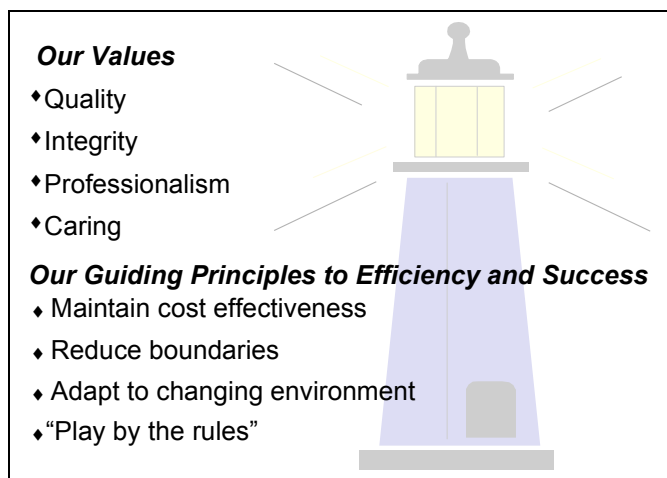 Our Values
♦Quality
♦Integrity
♦Professionalism
♦Caring
Our Guiding Principles to Efficiency and Success
♦ Maintain cost effectiveness
♦ Reduce boundaries
♦ Adapt to changing environment
♦“Play by the rules”